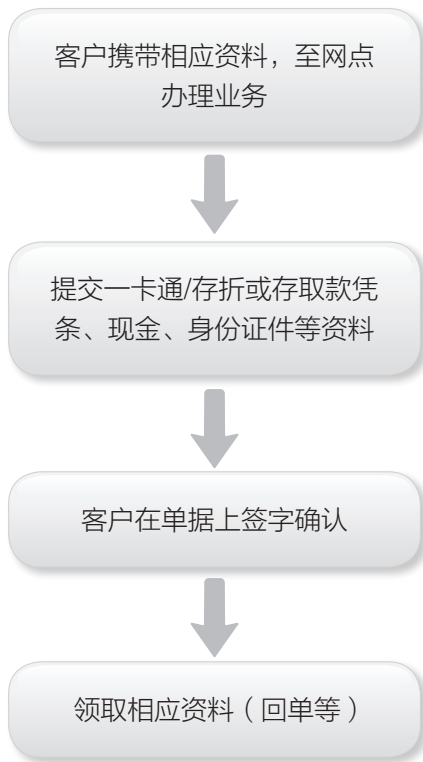 客户携带相应资料，至网点
办理业务
提交一卡通/存折或存取款凭
条、现金、身份证件等资料
客户在单据上签字确认
领取相应资料（回单等）